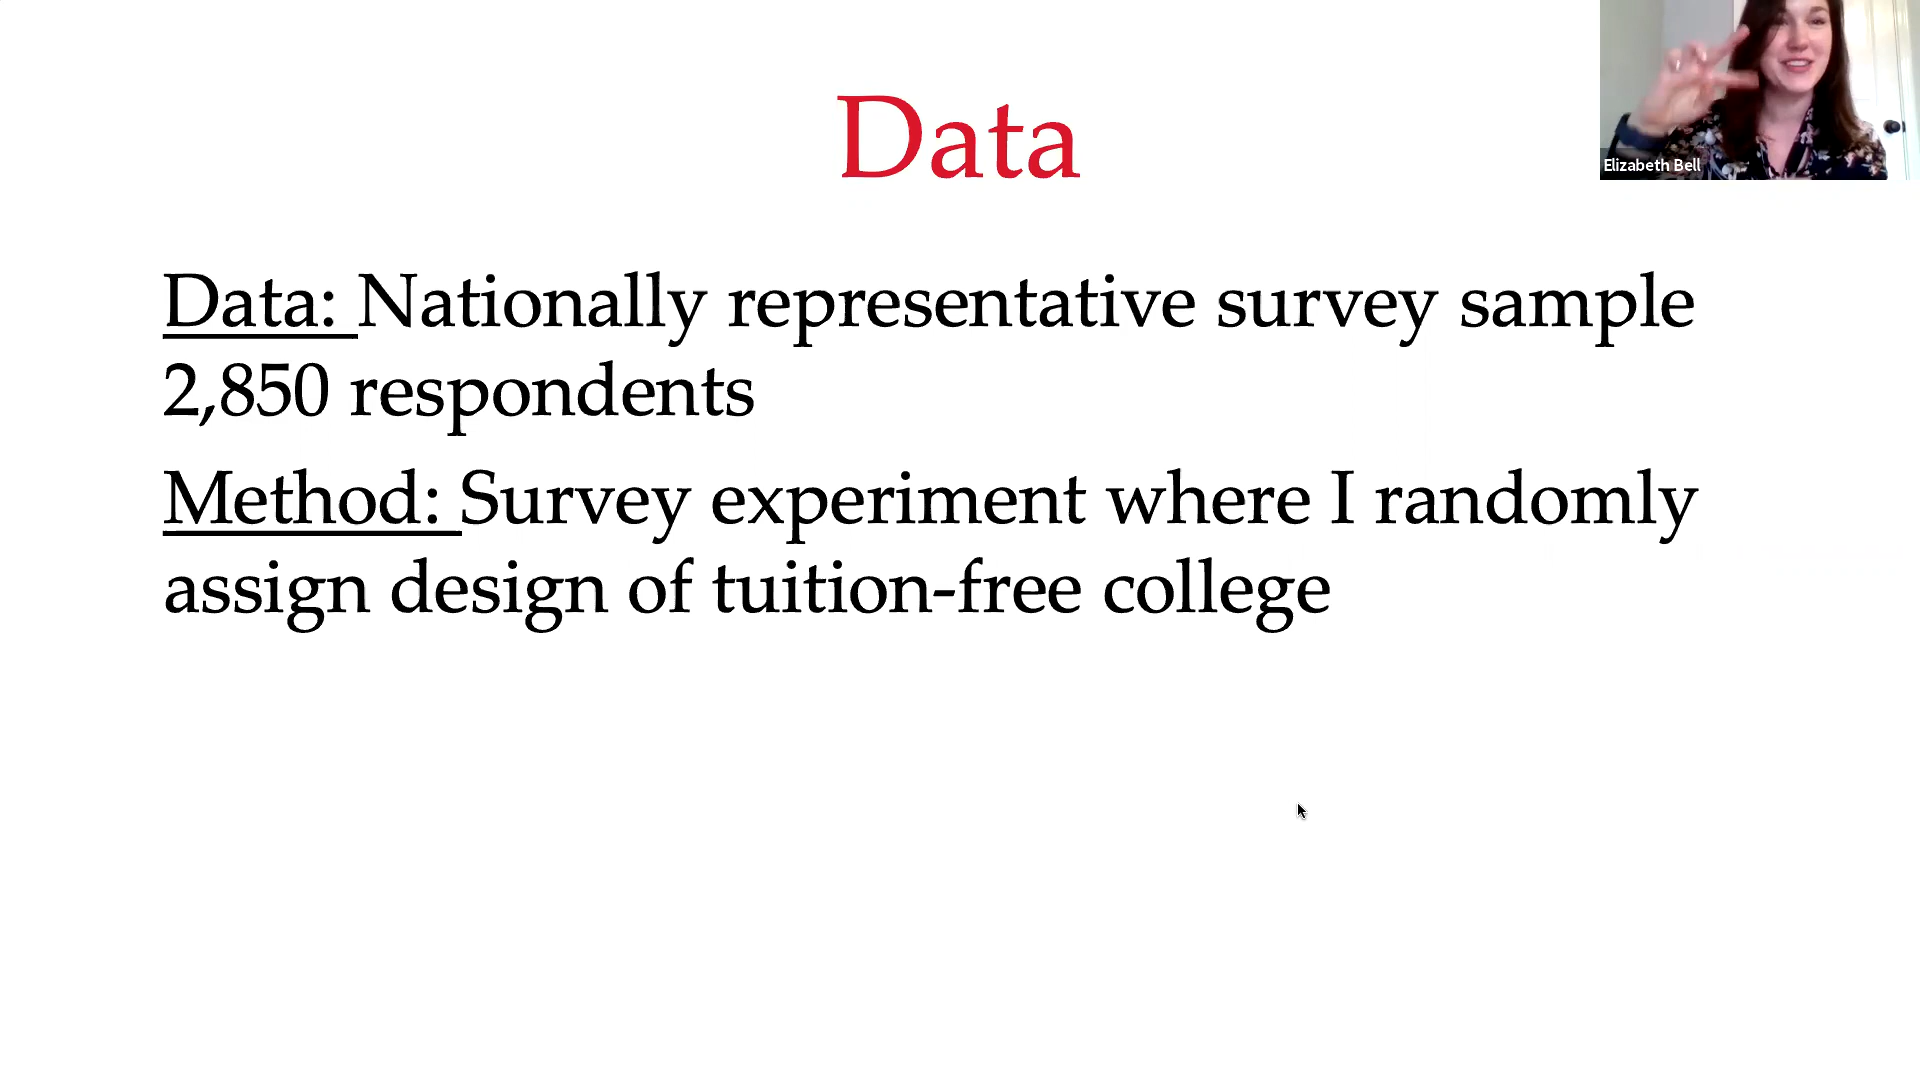 Data
Elizabeth Bell
Data: Nationally representative survey sample
2,850 respondents
Method: Survey experiment where I randomly
assign design of tuition-free college